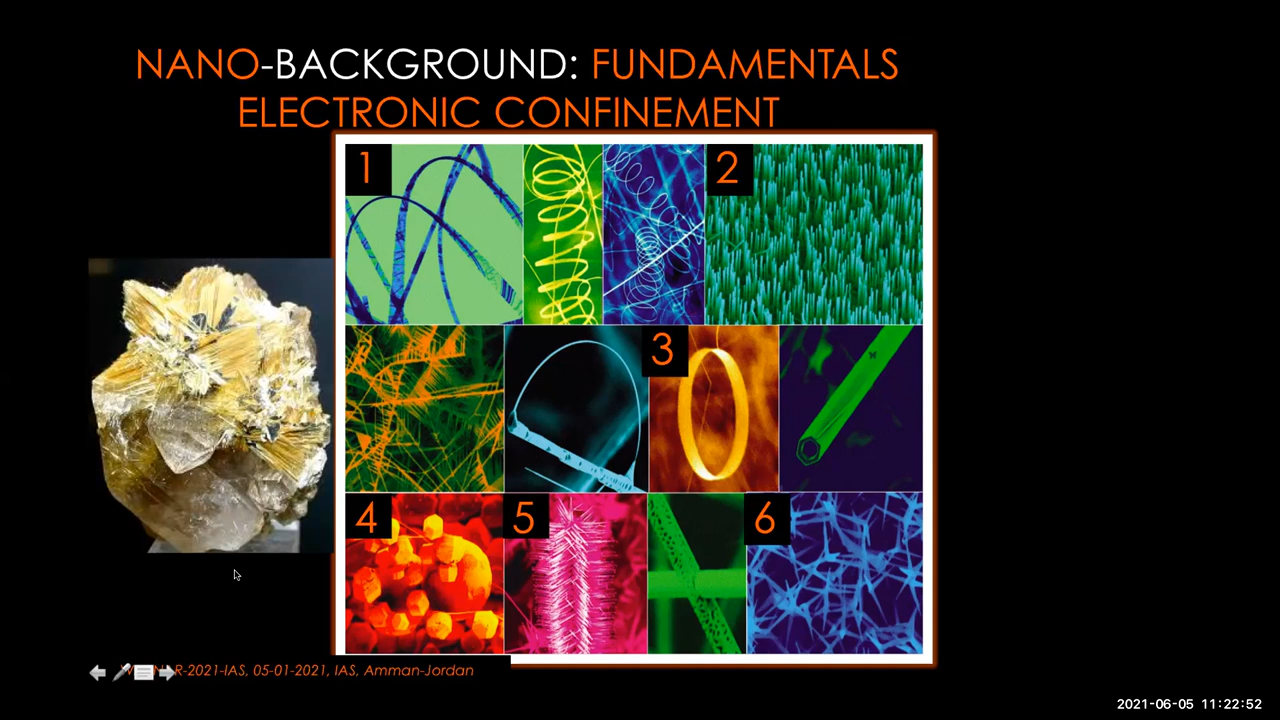 NANO-BACKGROUND: FUNDAMENTALS
ELECTRONIC CONFINEMENT
1
2
3
4
5
6
R-2021-IAS, 05-01-2021, IAS, Amman-Jordan
2021-06-05 11:22:52